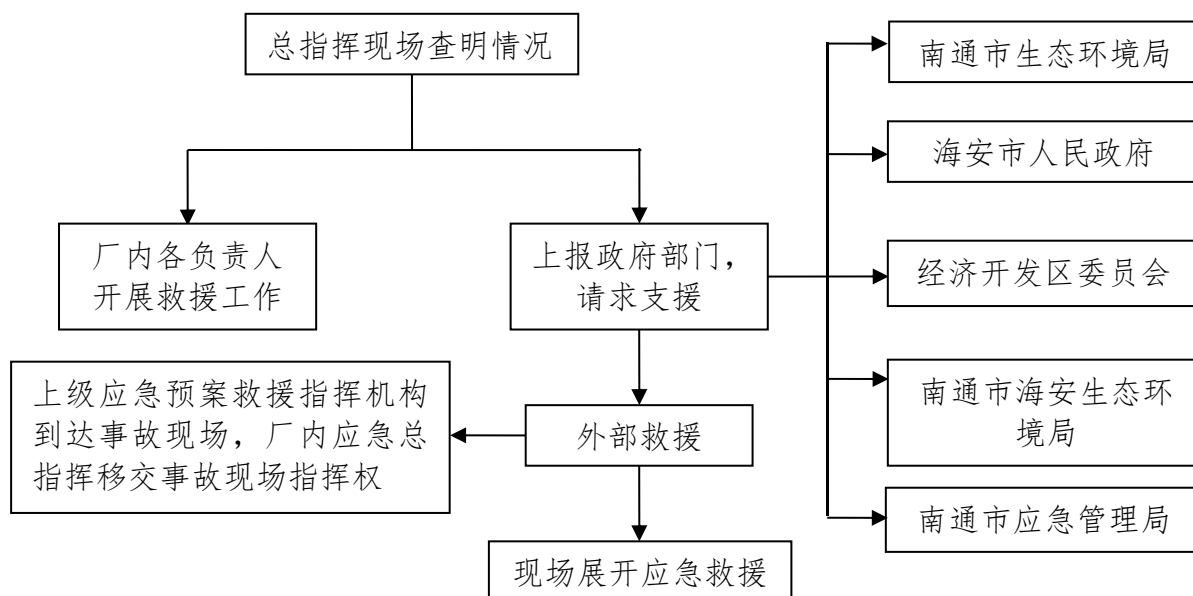 总指挥现场查明情况
南通市生态环境局
海安市人民政府
厂内各负责人
开展救援工作
上报政府部门，
请求支援
经济开发区委员会
上级应急预案救援指挥机构
到达事故现场，厂内应急总
指挥移交事故现场指挥权
外部救援
南通市海安生态环
境局
南通市应急管理局
现场展开应急救援